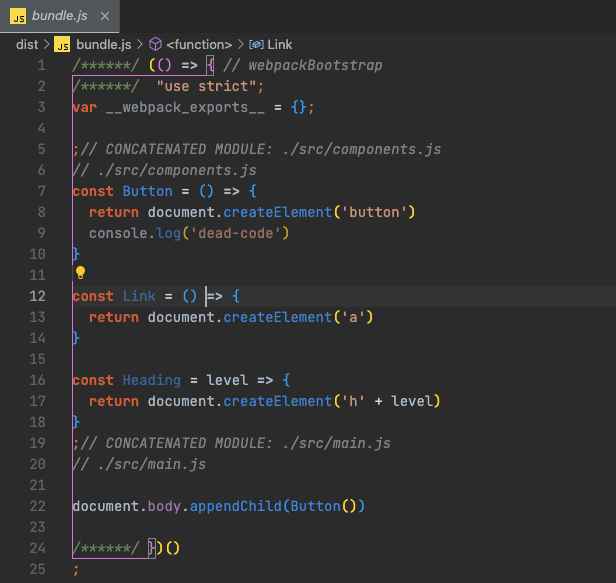 JS bundle.js ×
dist > JS bundle.js > <function> > Link
1 /******/ (() => { // webpackBootstrap
2 /******/  "use strict";
3 var __webpack_exports__ = {};
4
5 ;// CONCATENATED MODULE: ./src/components.js
6 // ./src/components.js
7 const Button = () => {
8   return document.createElement('button')
9   console.log('dead-code')
10 }
11
12 const Link = () => {
13   return document.createElement('a')
14 }
15
16 const Heading = level => {
17   return document.createElement('h' + level)
18 }
19 ;// CONCATENATED MODULE: ./src/main.js
20 // ./src/main.js
21
22 document.body.appendChild(Button())
23
24 /******/ })()
25 ;